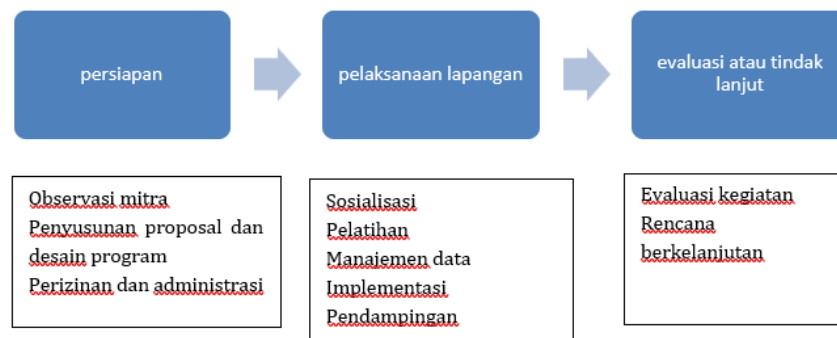 persiapan
pelaksanaan lapangan
evaluasi atau tindak
lanjut
Observasi mitra
Penyusunan proposal dan
desain program
Perizinan dan administrasi
Sosialisasi
Pelatihan
Manajemen data
Implementasi
Pendampingan
Evaluasi kegiatan
Rencana
berkelanjutan